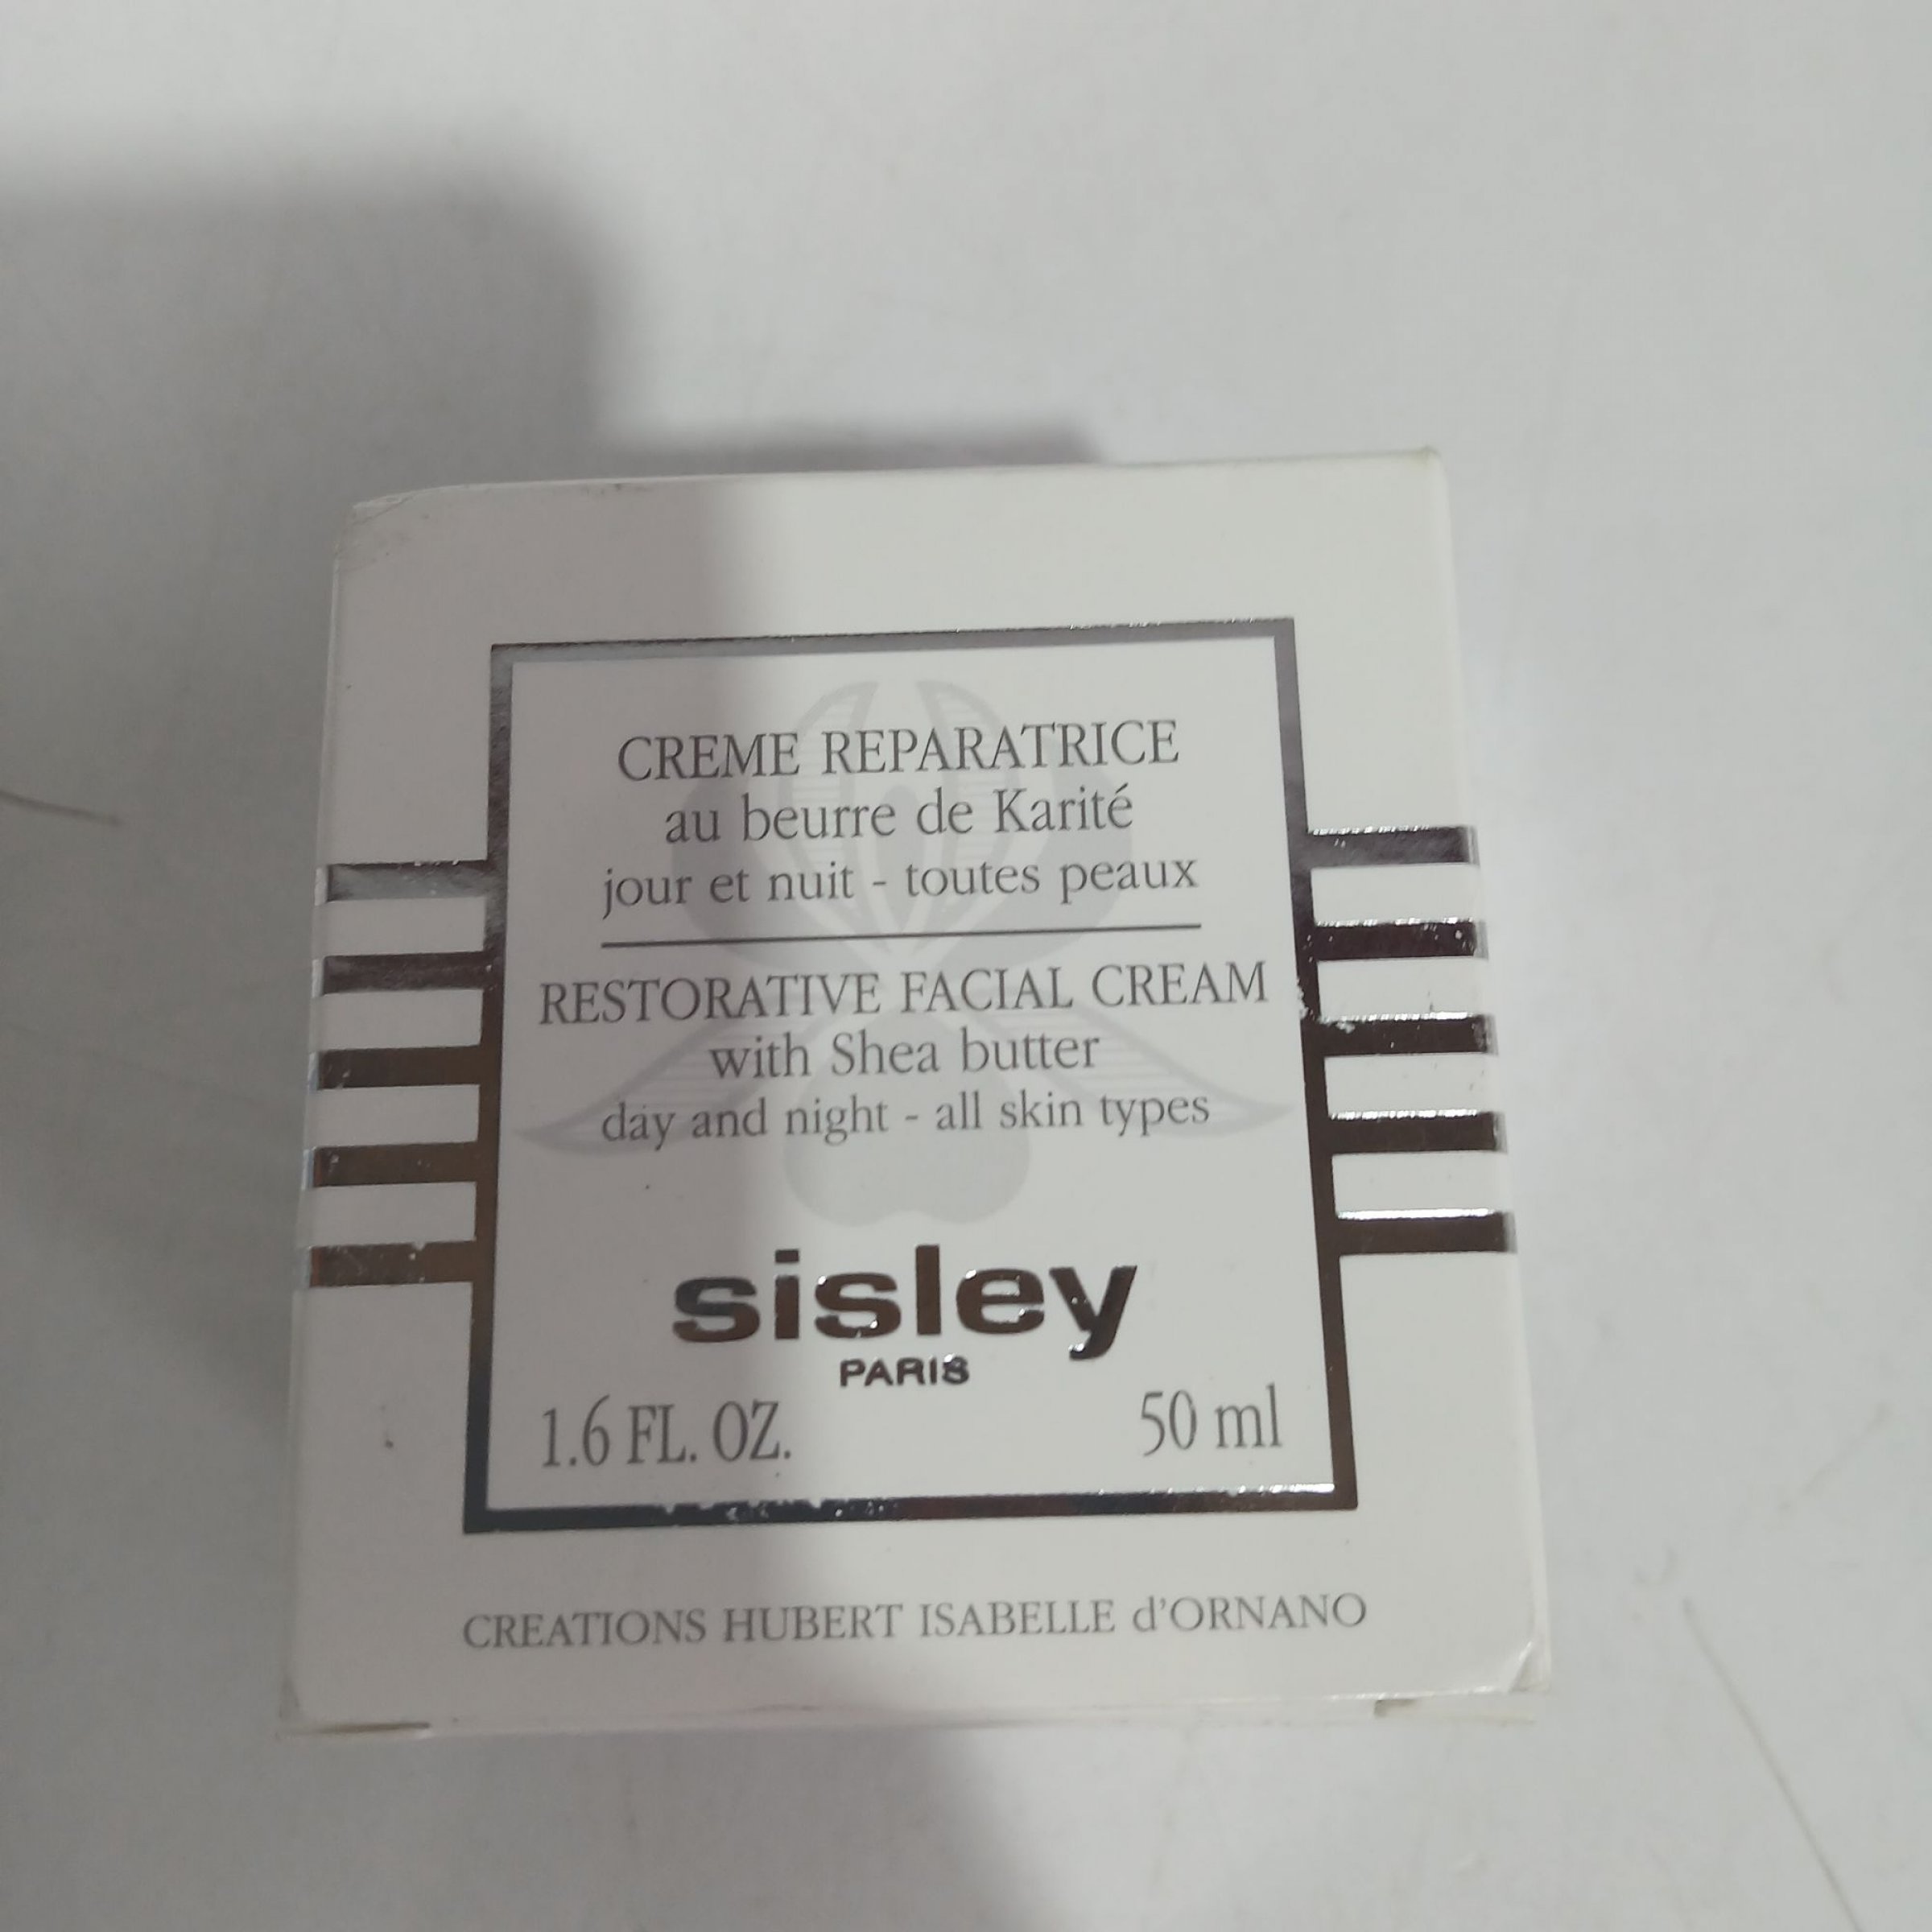 CREME REPARATRICE
au beurre de Karité
jour et nuit - toutes peaux
RESTORATIVE FACIAL CREAM
with Shea butter
day and night - all skin types
sisley
PARIS
1.6 FL. OZ. 50 ml
CREATIONS HUBERT ISABELLE d'ORNANO